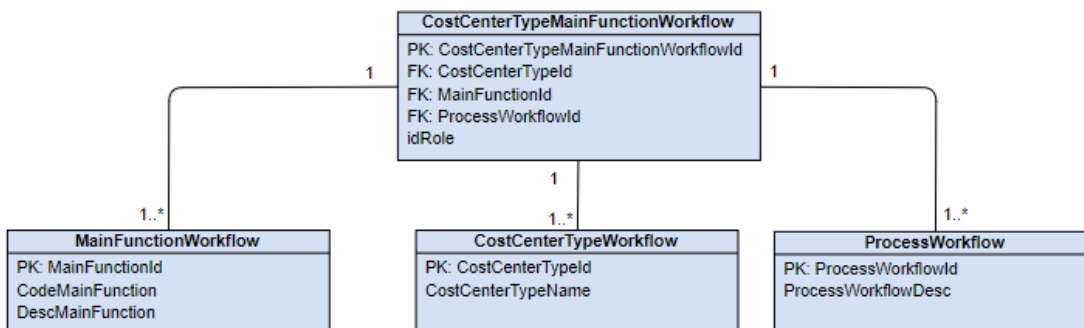 CostCenterTypeMainFunctionWorkflow
PK: CostCenterTypeMainFunctionWorkflowId
FK: CostCenterTypeId
FK: MainFunctionId
FK: ProcessWorkflowId
idRole
1
1
1
1..*
1..*
1..*
MainFunctionWorkflow
PK: MainFunctionId
CodeMainFunction
DescMainFunction
CostCenterTypeWorkflow
PK: CostCenterTypeId
CostCenterTypeName
ProcessWorkflow
PK: ProcessWorkflowId
ProcessWorkflowDesc